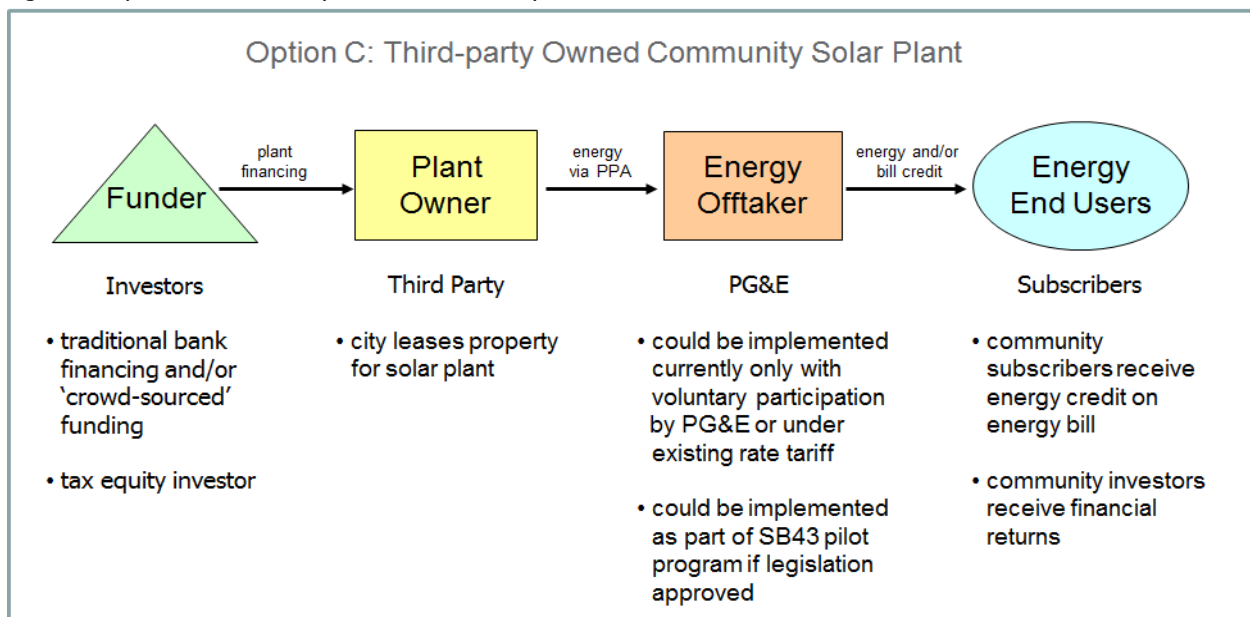 Option C: Third-party Owned Community Solar Plant
Funder
plant
financing
Plant
Owner
energy
via PPA
Energy
Offtaker
energy and/or
bill credit
Energy
End Users
Investors
• traditional bank
financing and/or
‘crowd-sourced’
funding
• tax equity investor
Third Party
• city leases property
for solar plant
PG&E
• could be implemented
currently only with
voluntary participation
by PG&E or under
existing rate tariff
• could be implemented
as part of SB43 pilot
program if legislation
approved
Subscribers
• community
subscribers receive
energy credit on
energy bill
• community investors
receive financial
returns